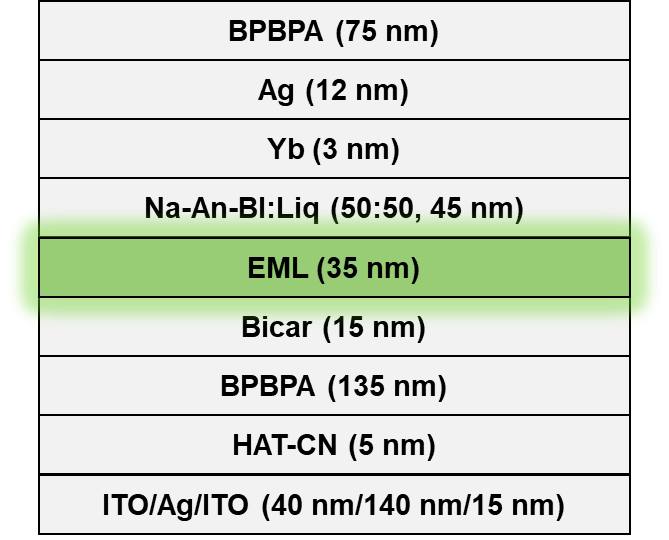 BPBPA (75 nm)
Ag (12 nm)
Yb (3 nm)
Na-An-BI:Liq (50:50, 45 nm)
EML (35 nm)
Bicar (15 nm)
BPBPA (135 nm)
HAT-CN (5 nm)
ITO/Ag/ITO (40 nm/140 nm/15 nm)